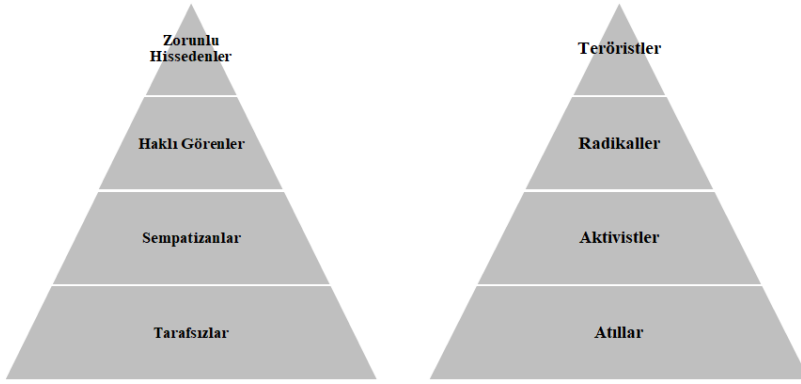 Zorunlu
Hissedenler
Haklı Görenler
Sempatizanlar
Tarafsızlar
Teröristler
Radikaller
Aktivistler
Atıllar